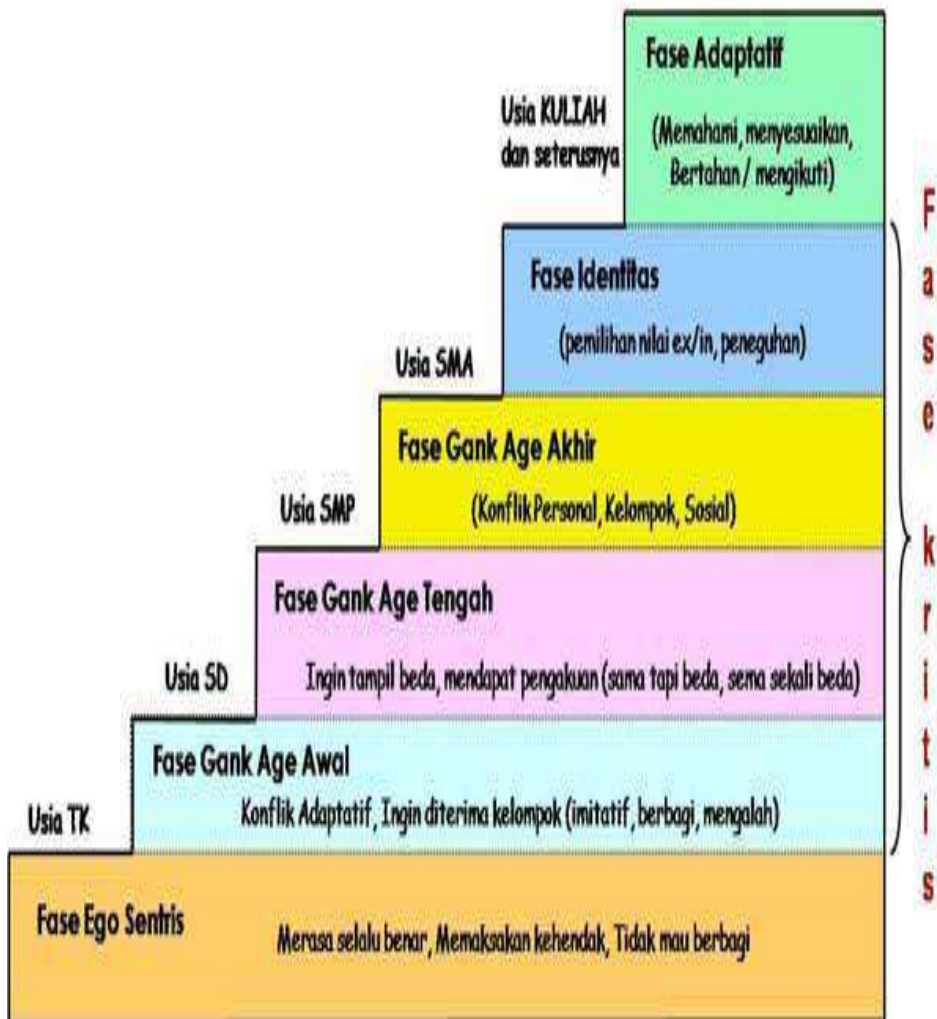 Fase Adaptatif
(Memahami, menyesuaikan,
Bertahan / mengikuti)
Usia KULIAH
dan seterusnya
Fase Identitas
(pemilihan nilai ex/in, peneguhan)
Usia SMA
Fase Gank Age Akhir
(Konflik Personal, Kelompok, Sosial)
Usia SMP
Fase Gank Age Tengah
Ingin tampil beda, mendapat pengakuan (sama tapi beda, sema sekali beda)
Usia SD
Fase Gank Age Awal
Konflik Adaptatif, Ingin diterima kelompok (imitatif, berbagi, mengalah)
Usia TK
Fase Ego Sentris
Merasa selalu benar, Memaksakan kehendak, Tidak mau berbagi
Fase kritis